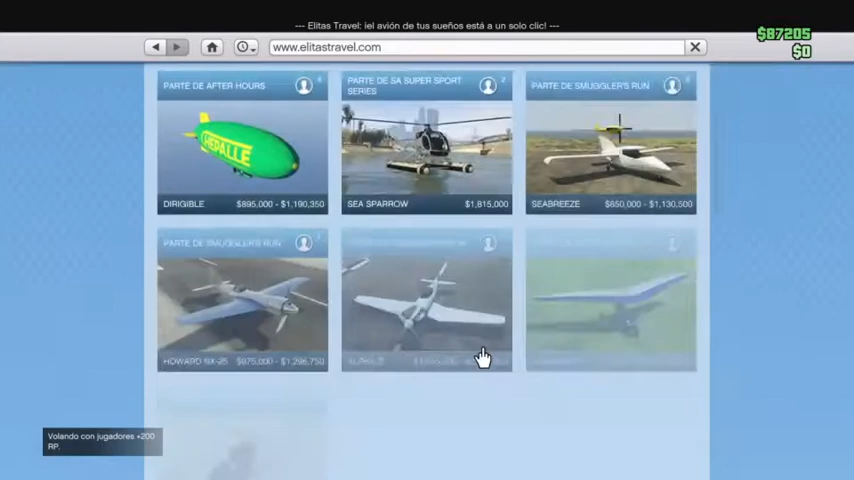 --- Elitas Travel: ¡el avión de tus sueños está a un solo clic! ---
$87205
$0
www.elitastravel.com
PARTE DE AFTER HOURS
PARTE DE SA SUPER SPORT
SERIES
2
PARTE DE SMUGGLER'S RUN
HEPALLE
DIRIGIBLE
$895,000 - $1,190,350
SEA SPARROW
$1,815,000
SEABREEZE
$850,000 - $1,130,500
PARTE DE SMUGGLER'S RUN
HOWARD NX-25
$975,000 - $1,296,750
Volando con jugadores +200
RP.